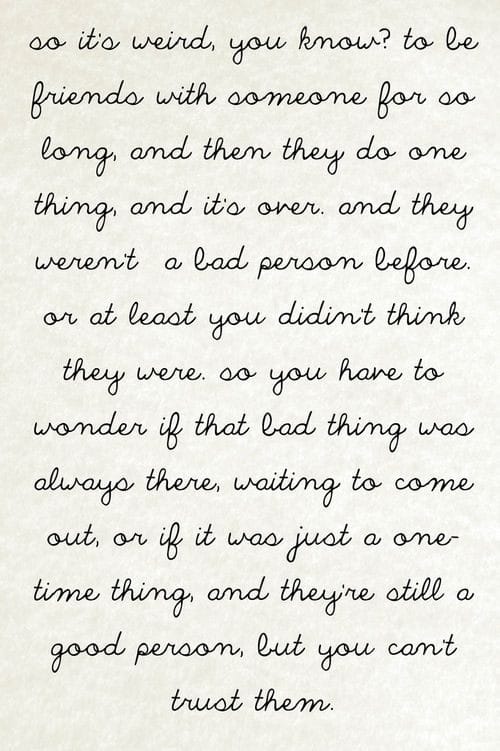 so it's weird, you know? to be
friends with someone for so
long, and then they do one
thing, and it's over. and they
weren't a bad person before.
or at least you didin't think
they were. so you have to
wonder if that bad thing was
always there, waiting to come
out, or if it was just a one-
time thing, and they're still a
good person, but you can't
trust them.